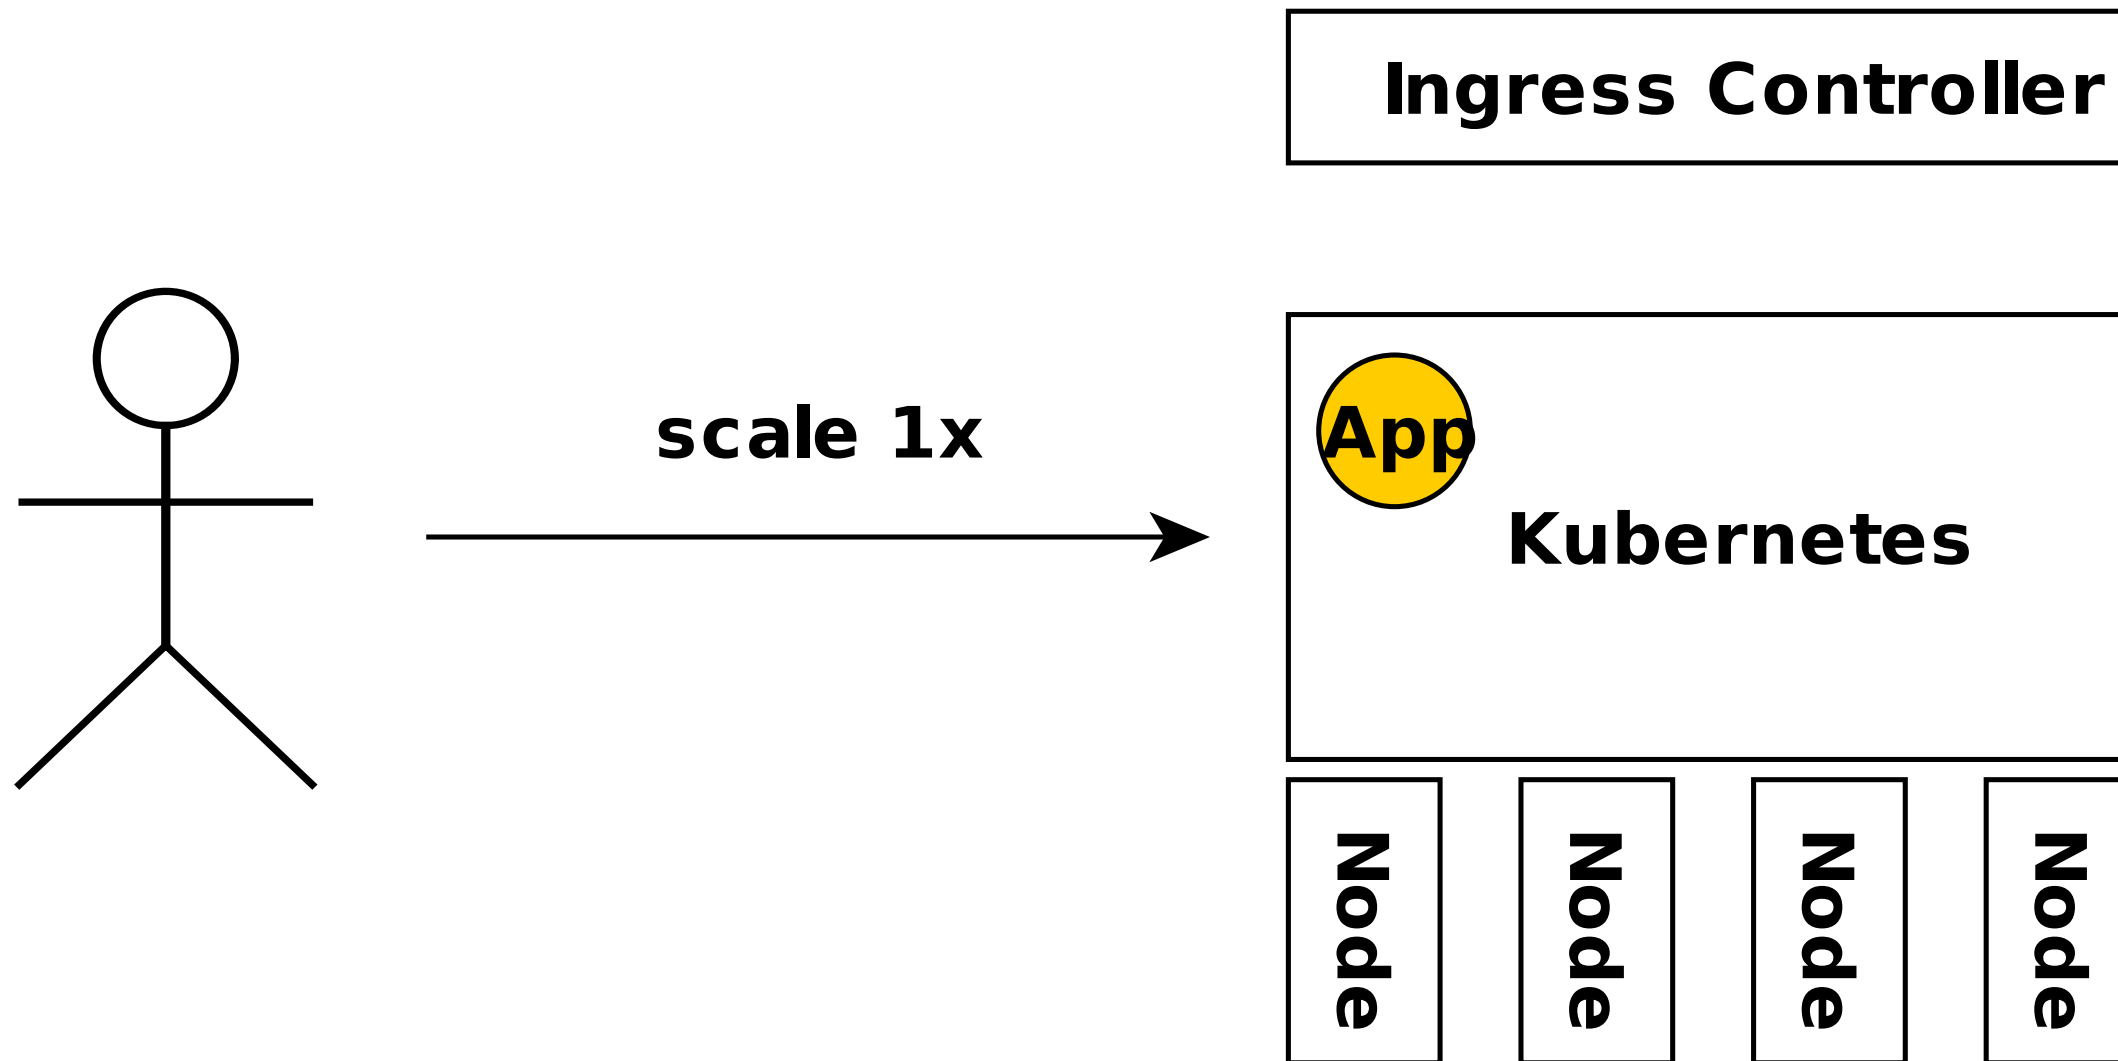 Ingress Controller
scale 1x
App
Kubernetes
Node
Node
Node
Node